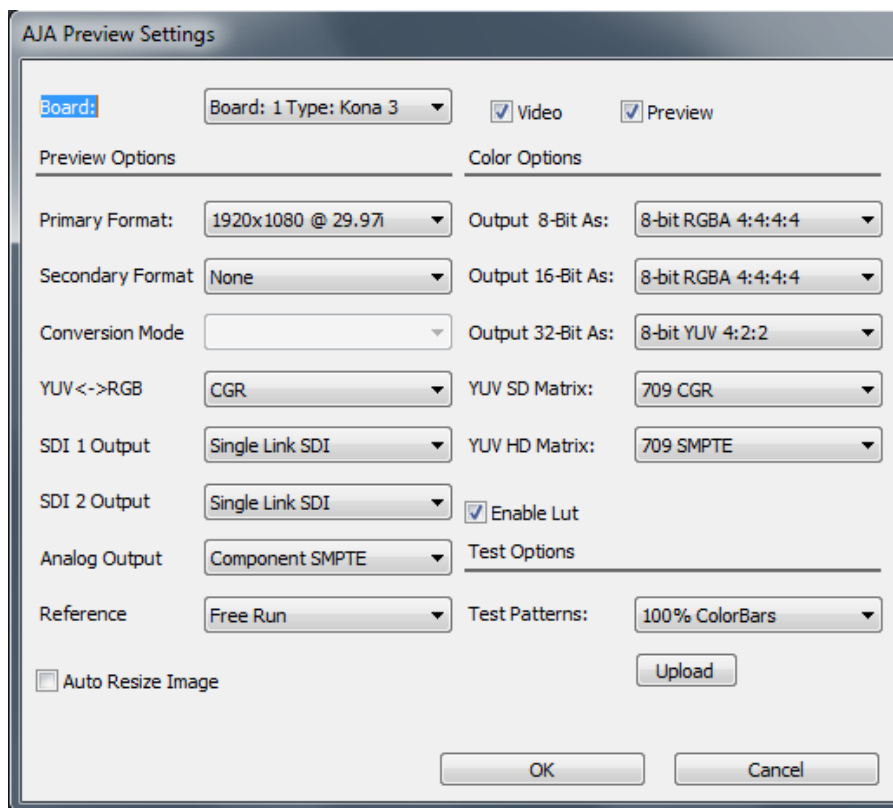 AJA Preview Settings
Board: Board: 1 Type: Kona 3 Video Preview
Preview Options Color Options
Primary Format: 1920x1080 @ 29.97i Output 8-Bit As: 8-bit RGBA 4:4:4:4
Secondary Format None Output 16-Bit As: 8-bit RGBA 4:4:4:4
Conversion Mode Output 32-Bit As: 8-bit YUV 4:2:2
YUV<->RGB CGR YUV SD Matrix: 709 CGR
SDI 1 Output Single Link SDI YUV HD Matrix: 709 SMPTE
SDI 2 Output Single Link SDI Enable Lut
Analog Output Component SMPTE Test Options
Reference Free Run Test Patterns: 100% ColorBars
Auto Resize Image Upload
OK Cancel